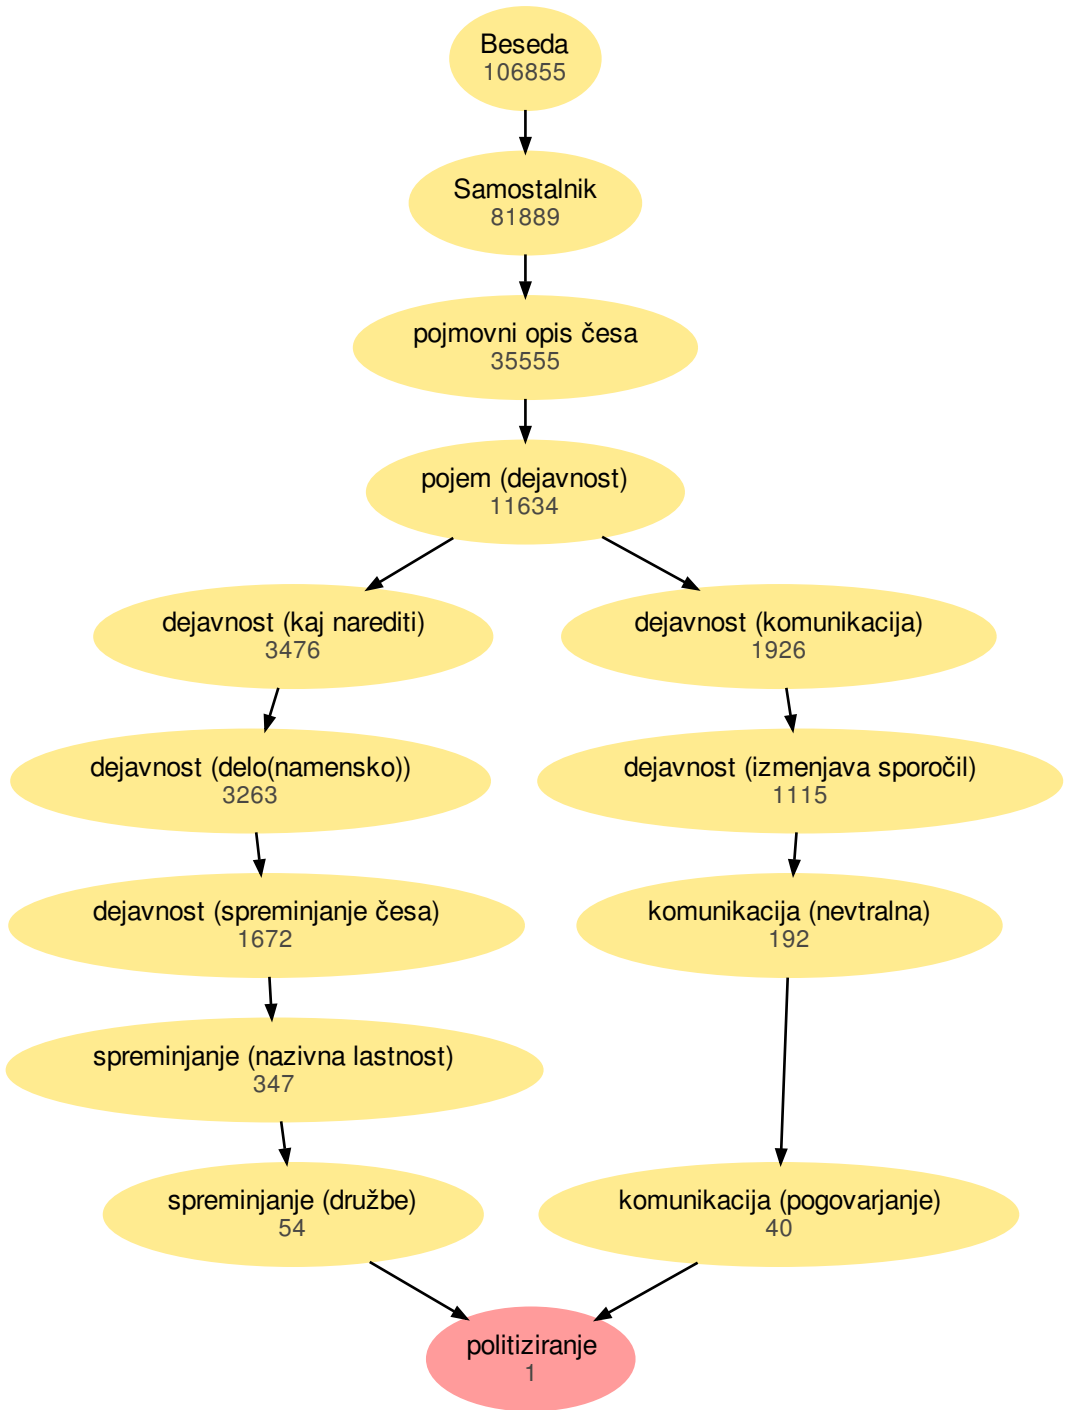 Beseda
106855
Samostalnik
81889
pojmovni opis česa
35555
pojem (dejavnost)
11634
dejavnost (kaj narediti)
3476
dejavnost (komunikacija)
1926
dejavnost (delo(namensko))
3263
dejavnost (izmenjava sporočil)
1115
dejavnost (spreminjanje česa)
1672
komunikacija (nevtralna)
192
spreminjanje (nazivna lastnost)
347
spreminjanje (družbe)
54
komunikacija (pogovarjanje)
40
politiziranje
1